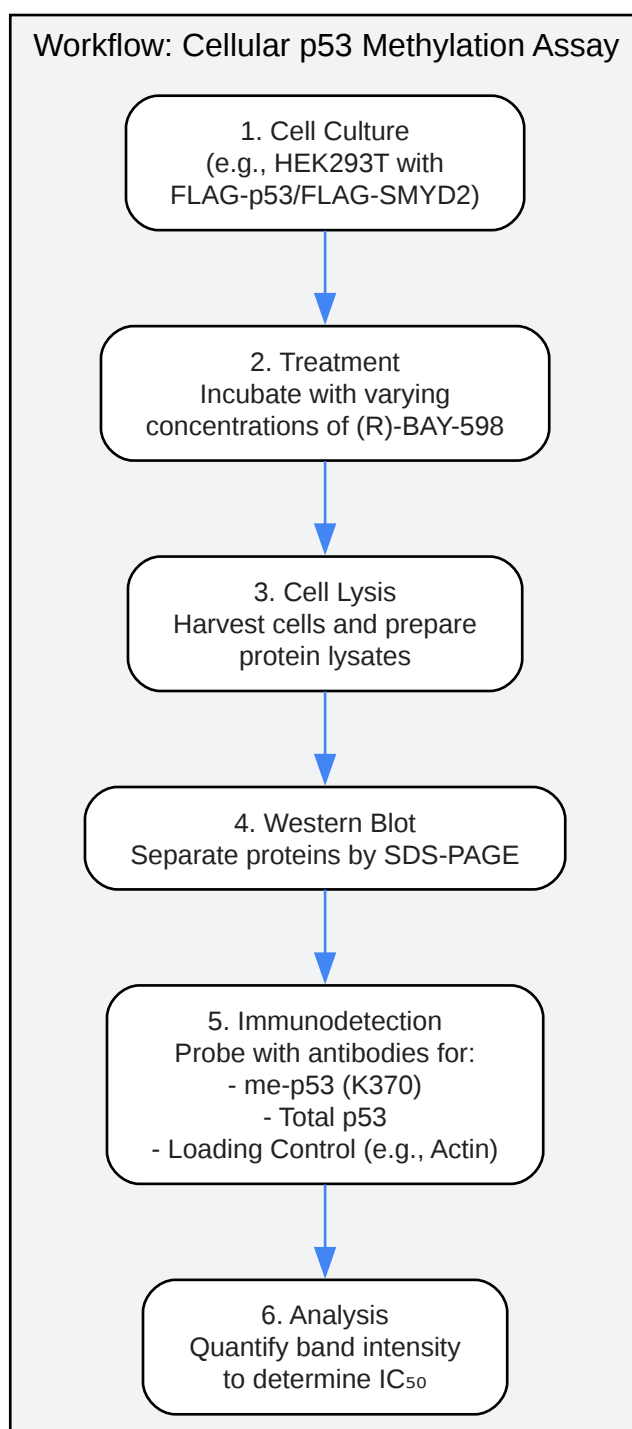 Workflow: Cellular p53 Methylation Assay
1. Cell Culture
(e.g., HEK293T with
FLAG-p53/FLAG-SMYD2)
2. Treatment
Incubate with varying
concentrations of (R)-BAY-598
3. Cell Lysis
Harvest cells and prepare
protein lysates
4. Western Blot
Separate proteins by SDS-PAGE
5. Immunodetection
Probe with antibodies for:
- me-p53 (K370)
- Total p53
- Loading Control (e.g., Actin)
6. Analysis
Quantify band intensity
to determine IC₅₀